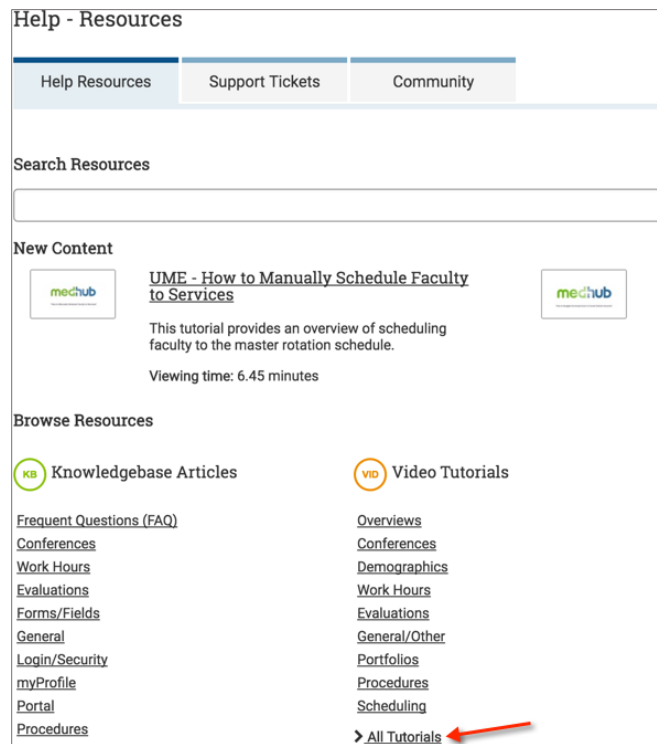 Help - Resources
Help Resources
Support Tickets
Community
Search Resources
New Content
medhub
UME - How to Manually Schedule Faculty
to Services
This tutorial provides an overview of scheduling
faculty to the master rotation schedule.
Viewing time: 6.45 minutes
medhub
Browse Resources
KB Knowledgebase Articles
Frequent Questions (FAQ)
Conferences
Work Hours
Evaluations
Forms/Fields
General
Login/Security
myProfile
Portal
Procedures
VID Video Tutorials
Overviews
Conferences
Demographics
Work Hours
Evaluations
General/Other
Portfolios
Procedures
Scheduling
All Tutorials